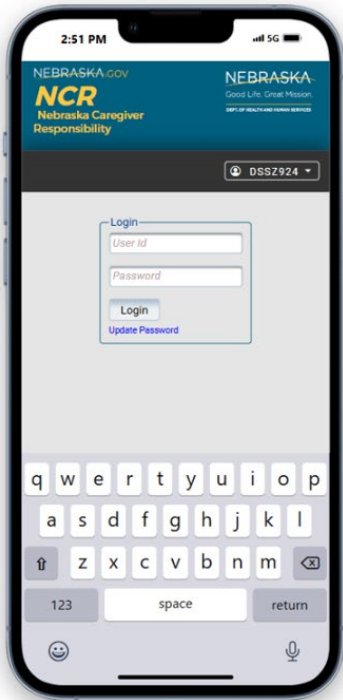 2:51 PM
5G
NEBRASKA.GOV
NEBRASKA
Good Life. Great Mission.
DEPT. OF HEALTH AND HUMAN SERVICES
NCR
Nebraska Caregiver
Responsibility
DSSZ924
Login
User Id
Password
Login
Update Password
q w e r t y u i o p
a s d f g h j k l
z x c v b n m
123
space
return